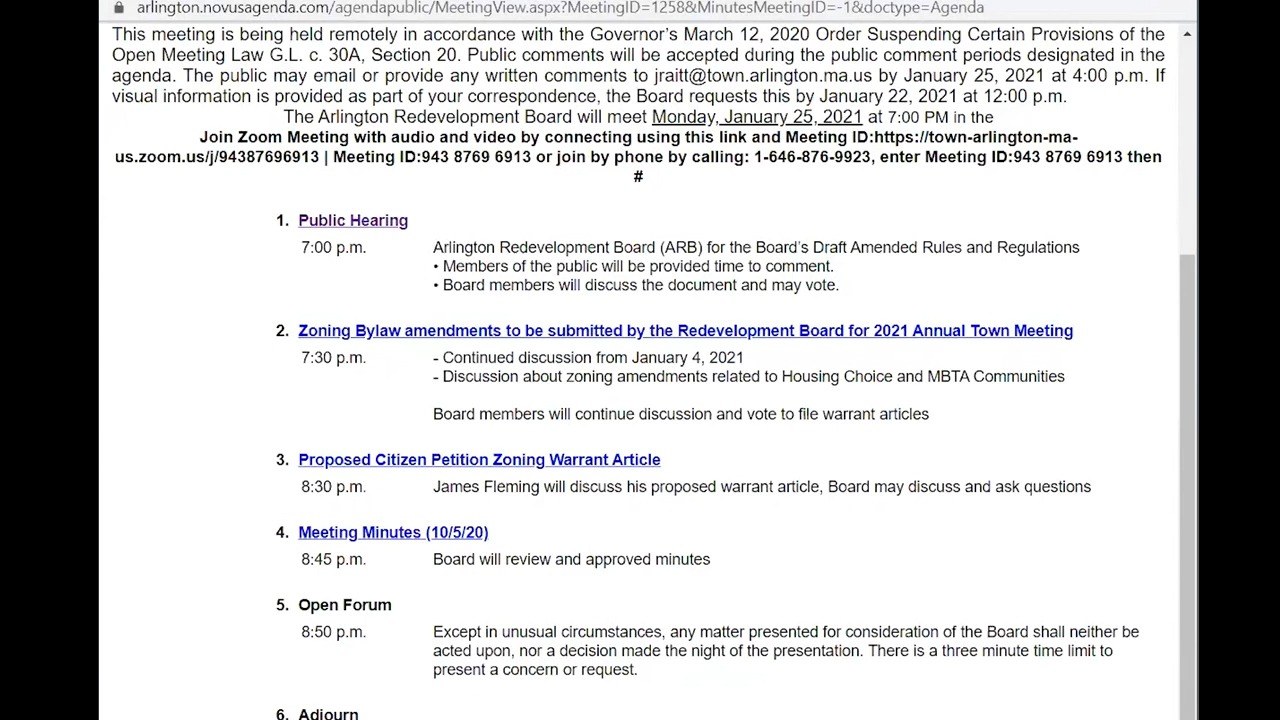 arlington.novusagenda.com/agendapublic/MeetingView.aspx?MeetingID=1258&MinutesMeetingID=-1&doctype=Agenda
This meeting is being held remotely in accordance with the Governor's March 12, 2020 Order Suspending Certain Provisions of the
Open Meeting Law G.L. c. 30A, Section 20. Public comments will be accepted during the public comment periods designated in the
agenda. The public may email or provide any written comments to jraitt@town.arlington.ma.us by January 25, 2021 at 4:00 p.m. If
visual information is provided as part of your correspondence, the Board requests this by January 22, 2021 at 12:00 p.m.
The Arlington Redevelopment Board will meet Monday, January 25, 2021 at 7:00 PM in the
Join Zoom Meeting with audio and video by connecting using this link and Meeting ID:https://town-arlington-ma-
us.zoom.us/j/94387696913 | Meeting ID:943 8769 6913 or join by phone by calling: 1-646-876-9923, enter Meeting ID:943 8769 6913 then
#
1. Public Hearing
7:00 p.m. Arlington Redevelopment Board (ARB) for the Board's Draft Amended Rules and Regulations
• Members of the public will be provided time to comment.
• Board members will discuss the document and may vote.
2. Zoning Bylaw amendments to be submitted by the Redevelopment Board for 2021 Annual Town Meeting
7:30 p.m. - Continued discussion from January 4, 2021
- Discussion about zoning amendments related to Housing Choice and MBTA Communities
Board members will continue discussion and vote to file warrant articles
3. Proposed Citizen Petition Zoning Warrant Article
8:30 p.m. James Fleming will discuss his proposed warrant article, Board may discuss and ask questions
4. Meeting Minutes (10/5/20)
8:45 p.m. Board will review and approved minutes
5. Open Forum
8:50 p.m. Except in unusual circumstances, any matter presented for consideration of the Board shall neither be
acted upon, nor a decision made the night of the presentation. There is a three minute time limit to
present a concern or request.
6. Adjourn